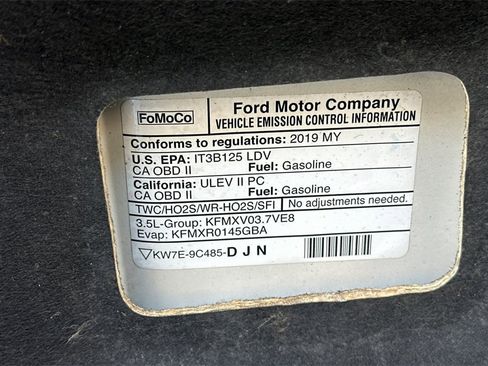 FoMoCo
Ford Motor Company
VEHICLE EMISSION CONTROL INFORMATION
Conforms to regulations: 2019 MY
U.S. EPA: IT3B125 LDV
CA OBD II Fuel: Gasoline
California: ULEV II PC
CA OBD II Fuel: Gasoline
TWC/HO2S/WR-HO2S/SFI No adjustments needed.
3.5L-Group: KFMXV03.7VE8
Evap: KFMXR0145GBA
KW7E-9C485-D J N